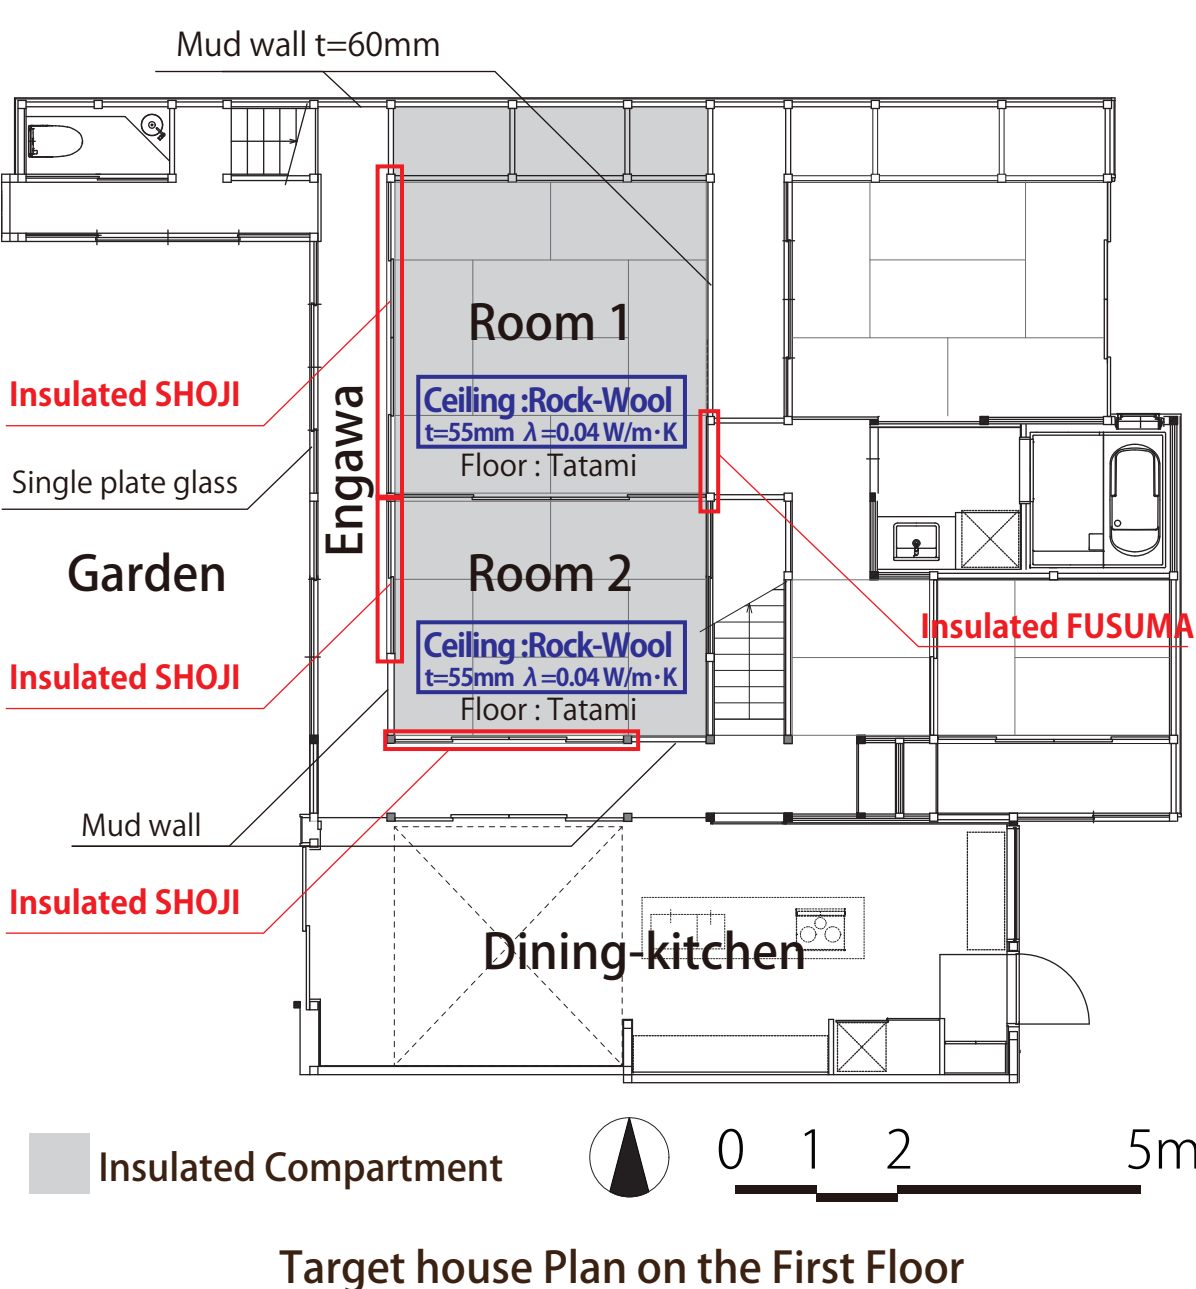 Mud wall t=60mm
Room 1
Insulated SHOJI
Ceiling :Rock-Wool
t=55mm λ=0.04 W/m·K
Floor : Tatami
Single plate glass
Engawa
Garden
Room 2
Insulated FUSUMA
Ceiling :Rock-Wool
t=55mm λ=0.04 W/m·K
Insulated SHOJI
Floor : Tatami
Mud wall
Insulated SHOJI
Dining-kitchen
Insulated Compartment
0 1 2 5m
Target house Plan on the First Floor